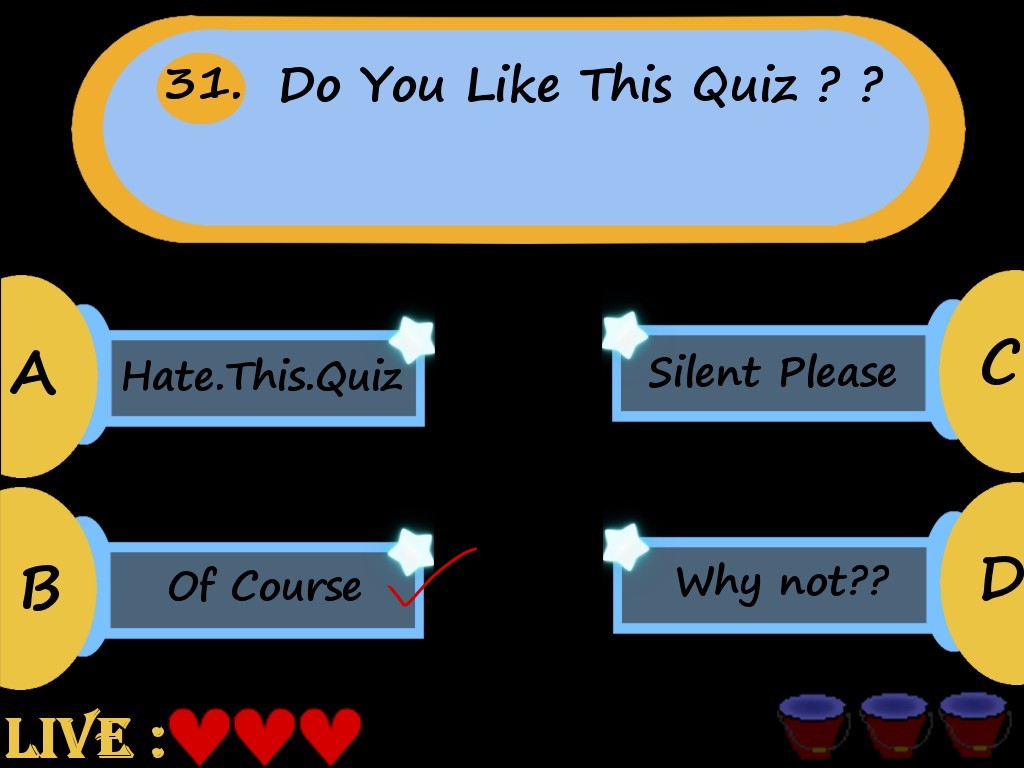 31. Do You Like This Quiz ? ?
A
Hate.This.Quiz
B
Of Course
C
Silent Please
D
Why not??
LIVE :